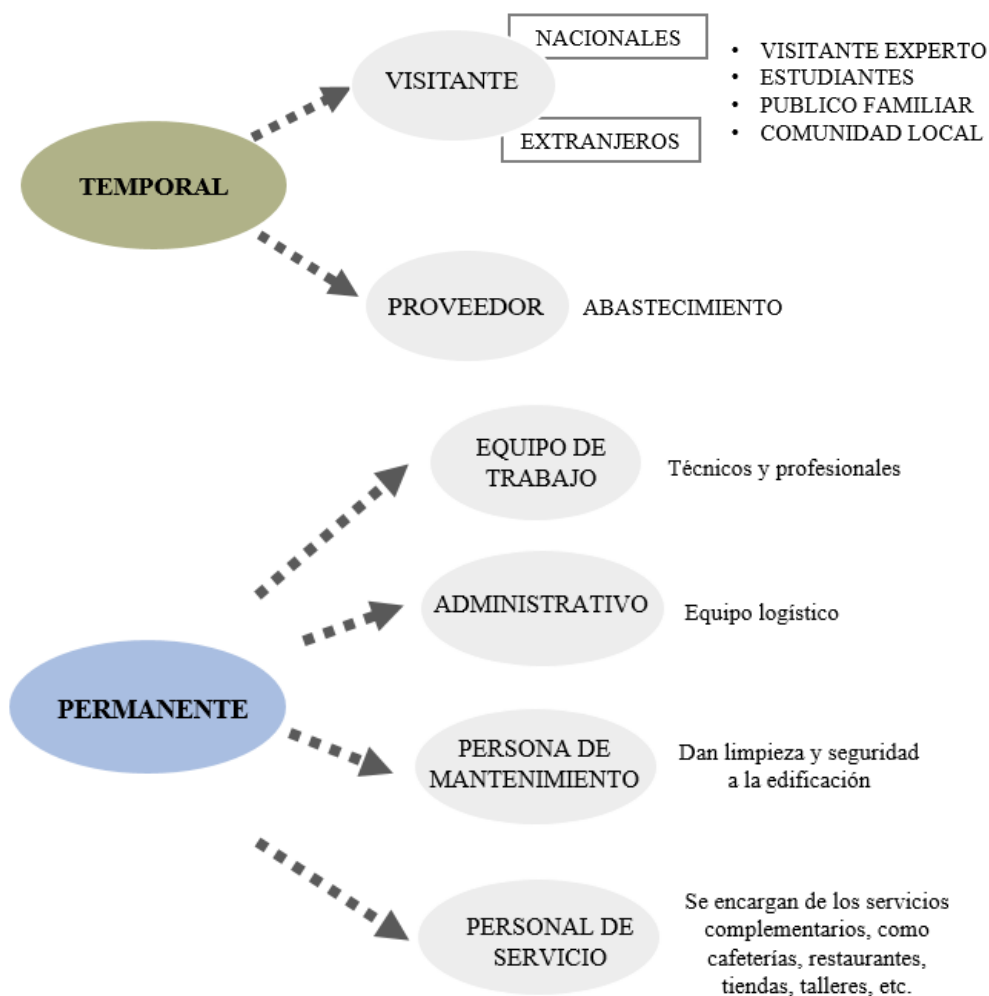 NACIONALES
VISITANTE
EXTRANJEROS
• VISITANTE EXPERTO
• ESTUDIANTES
• PUBLICO FAMILIAR
• COMUNIDAD LOCAL
TEMPORAL
PROVEEDOR
ABASTECIMIENTO
EQUIPO DE
TRABAJO
Técnicos y profesionales
ADMINISTRATIVO
Equipo logístico
PERMANENTE
PERSONA DE
MANTENIMIENTO
Dan limpieza y seguridad
a la edificación
PERSONAL DE
SERVICIO
Se encargan de los servicios
complementarios, como
cafeterías, restaurantes,
tiendas, talleres, etc.